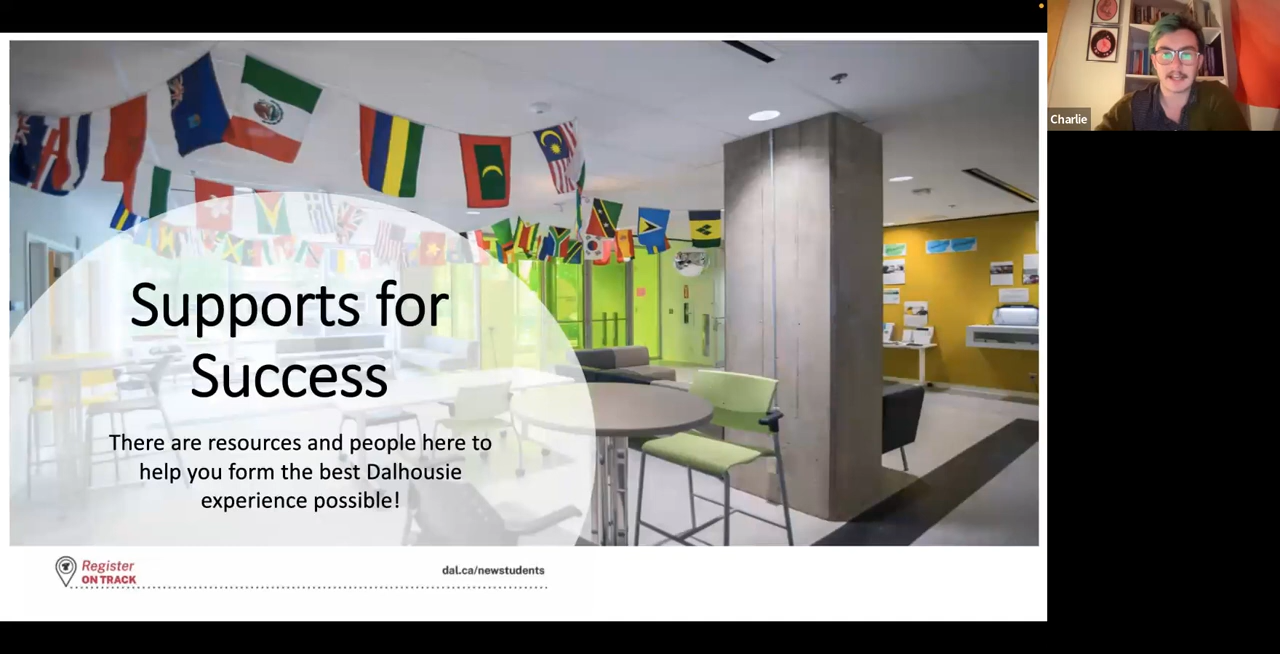 Charlie
Supports for
Success
There are resources and people here to
help you form the best Dalhousie
experience possible!
Register
ON TRACK
dal.ca/newstudents